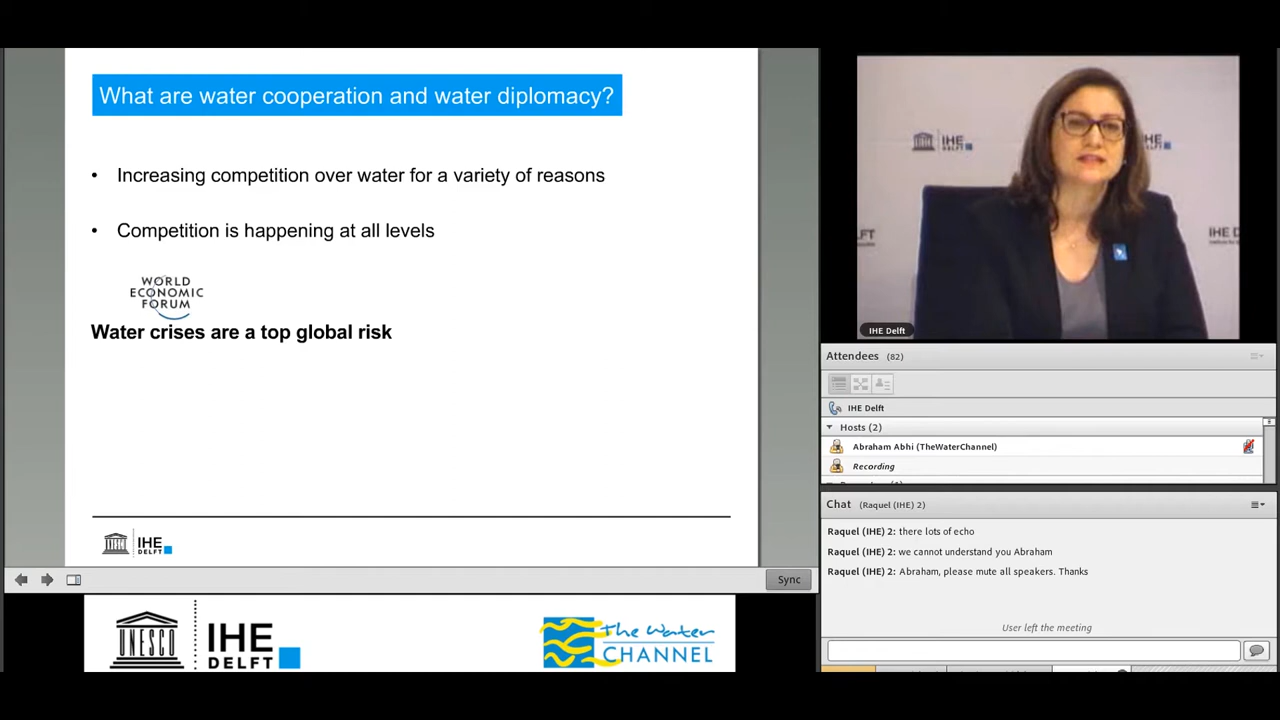 What are water cooperation and water diplomacy?
• Increasing competition over water for a variety of reasons
• Competition is happening at all levels
WORLD
ECONOMIC
FORUM
Water crises are a top global risk
IHE
DELFT
Sync
UNESCO
IHE
DELFT
The Water
CHANNEL
IHE
DELFT
IHE
DELFT
IHE Delft
Attendees (82)
IHE Delft
Hosts (2)
Abraham Abhi (TheWaterChannel)
Recording
Chat (Raquel (IHE) 2)
Raquel (IHE) 2: there lots of echo
Raquel (IHE) 2: we cannot understand you Abraham
Raquel (IHE) 2: Abraham, please mute all speakers. Thanks
User left the meeting